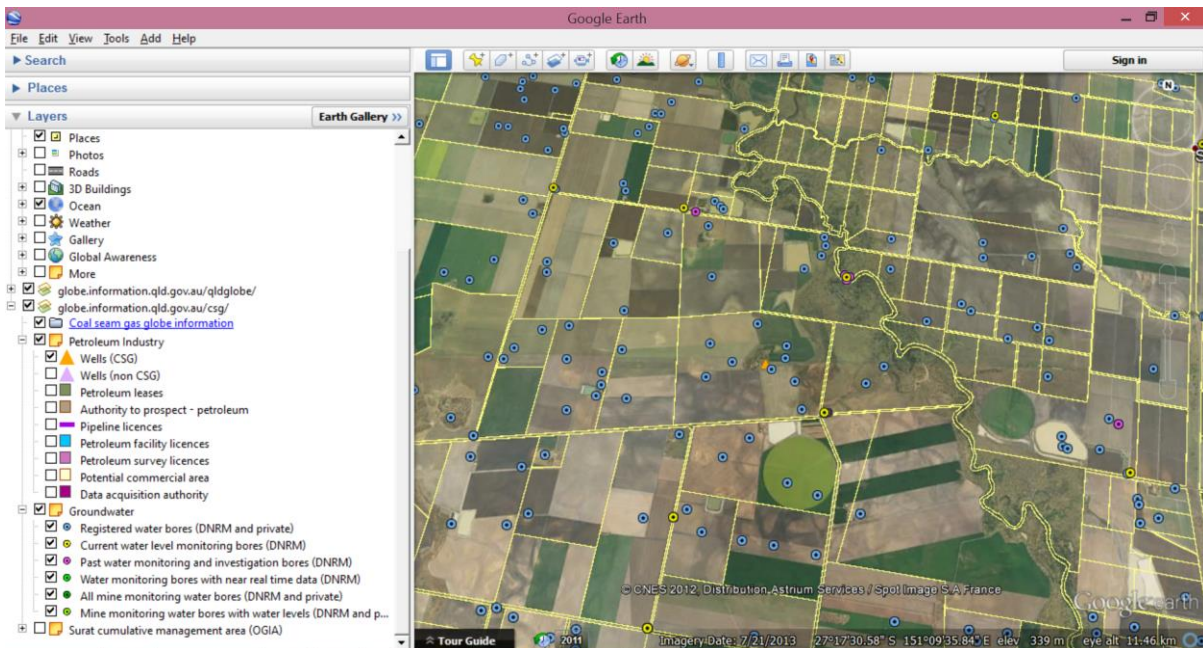 Google Earth
File Edit View Tools Add Help
Search
Places
Layers
Earth Gallery >>
Sign in
N
Places
Photos
Roads
3D Buildings
Ocean
Weather
Gallery
Global Awareness
More
globe.information.qld.gov.au/qldglobe/
globe.information.qld.gov.au/csg/
Coal seam gas globe information
Petroleum Industry
Wells (CSG)
Wells (non CSG)
Petroleum leases
Authority to prospect - petroleum
Pipeline licences
Petroleum facility licences
Petroleum survey licences
Potential commercial area
Data acquisition authority
Groundwater
Registered water bores (DNRM and private)
Current water level monitoring bores (DNRM)
Past water monitoring and investigation bores (DNRM)
Water monitoring bores with near real time data (DNRM)
All mine monitoring water bores (DNRM and private)
Mine monitoring water bores with water levels (DNRM and p...
Surat cumulative management area (OGIA)
© CNES 2012, Distribution Astrium Services / Spot Image S.A. France
Google earth
Tour Guide
2011
Imagery Date: 7/21/2013 27°17'30.58" S 151°09'35.84" E elev 339 m eye alt 11.46 km